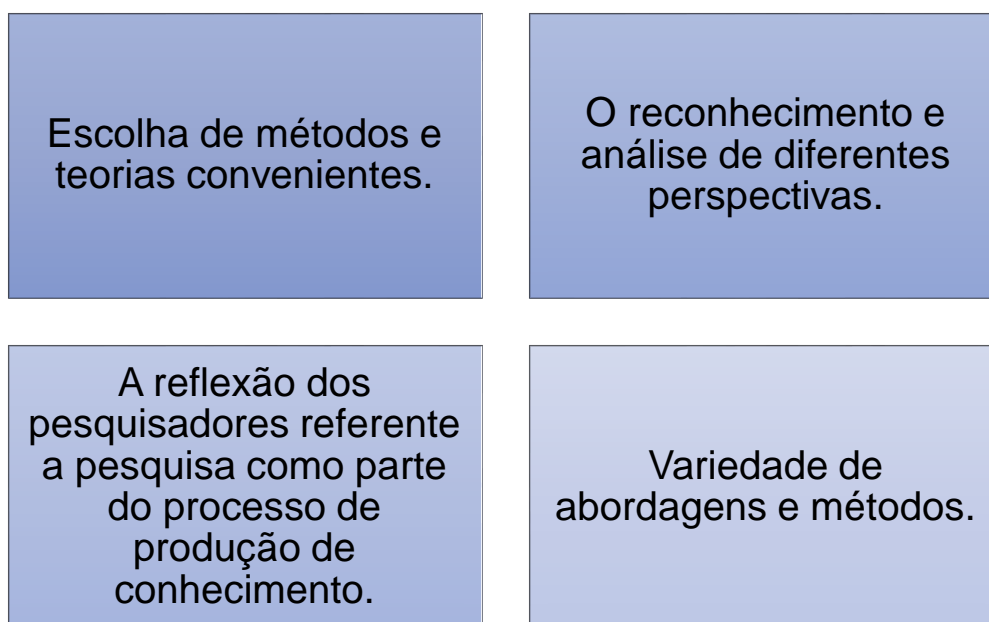 Escolha de métodos e
teorias convenientes.
O reconhecimento e
análise de diferentes
perspectivas.
A reflexão dos
pesquisadores referente
a pesquisa como parte
do processo de
produção de
conhecimento.
Variedade de
abordagens e métodos.